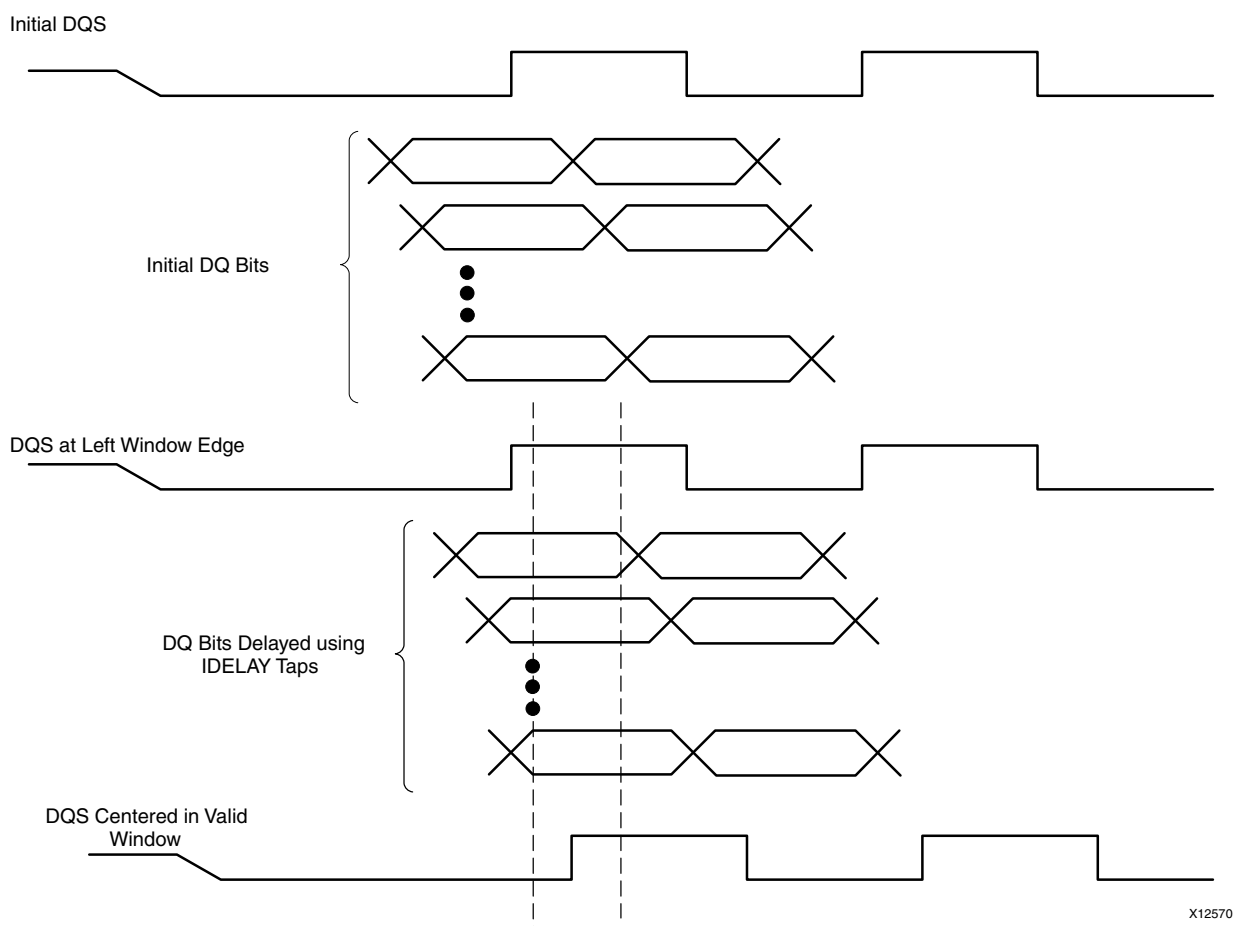 Initial DQS
Initial DQ Bits
DQS at Left Window Edge
DQ Bits Delayed using
IDELAY Taps
DQS Centered in Valid
Window
X12570